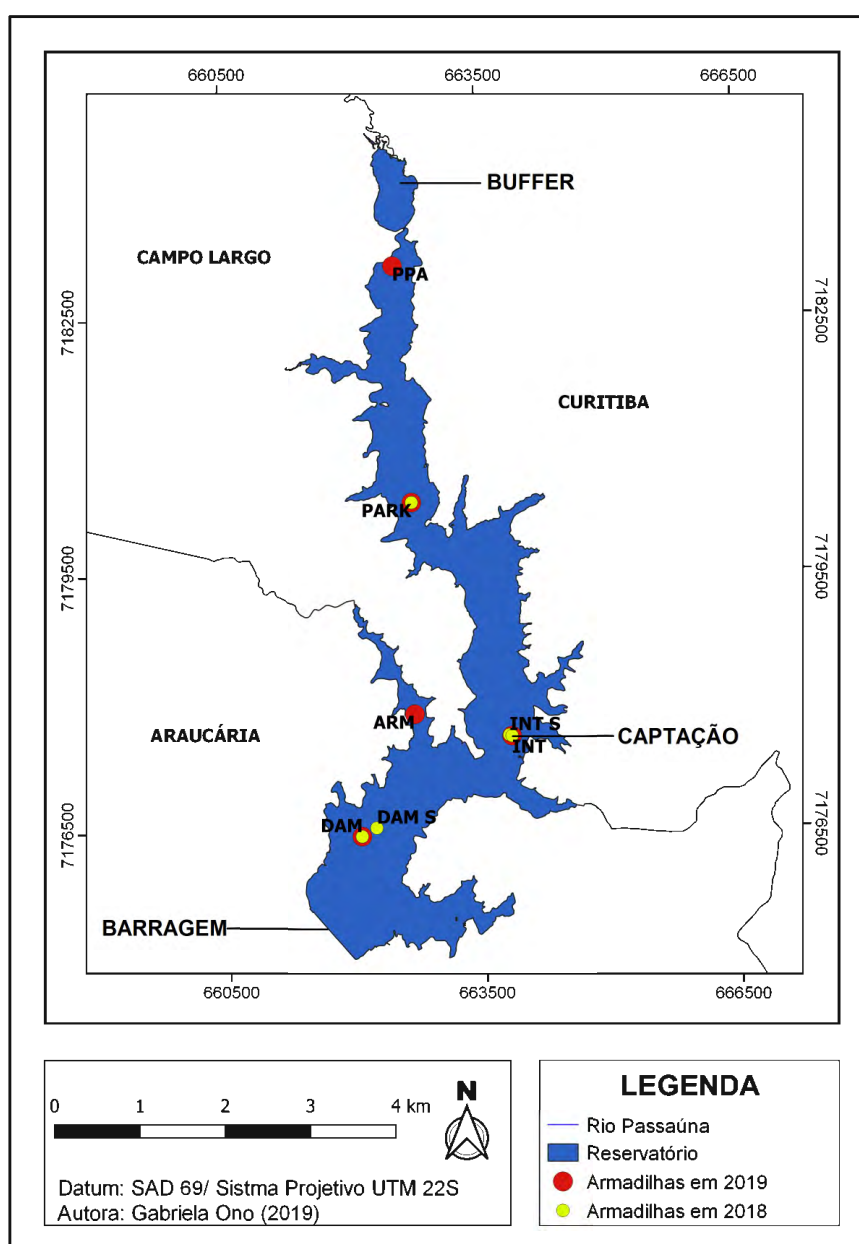 660500
663500
666500
BUFFER
CAMPO LARGO
PPA
7182500
7182500
CURITIBA
PARK
7179500
7179500
ARM
INT S
ARAUCÁRIA
CAPTAÇÃO
INT
DAM S
DAM
7176500
7176500
BARRAGEM
660500
663500
666500
0
1
2
3
4 km
N
Datum: SAD 69/ Sistma Projetivo UTM 22S
Autora: Gabriela Ono (2019)
LEGENDA
Rio Passaúna
Reservatório
Armadilhas em 2019
Armadilhas em 2018